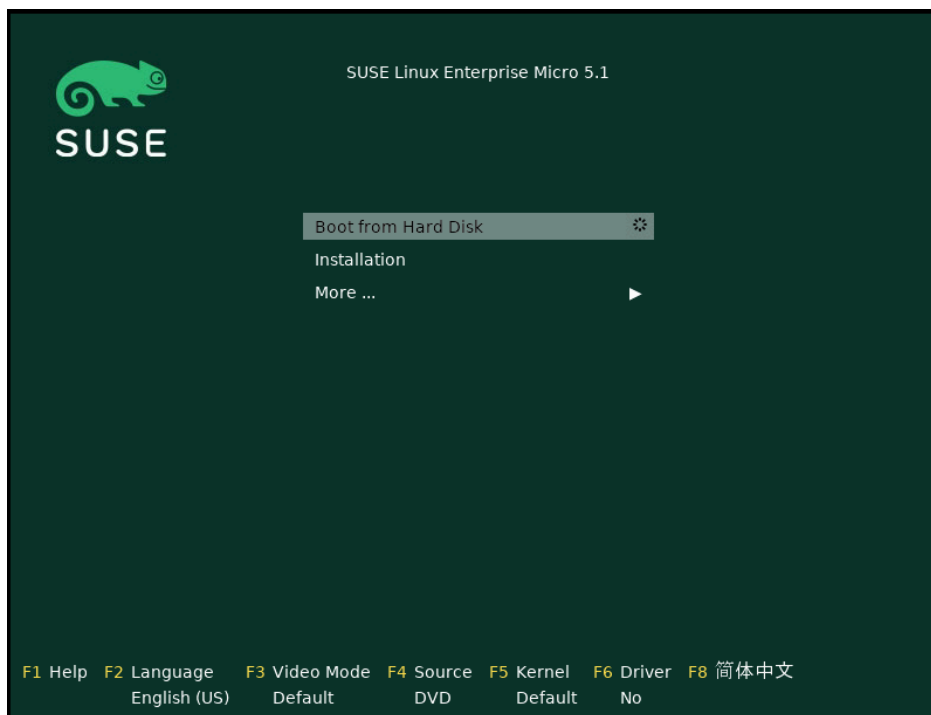 SUSE
SUSE Linux Enterprise Micro 5.1
Boot from Hard Disk
Installation
More ...
F1 Help F2 Language F3 Video Mode F4 Source F5 Kernel F6 Driver F8 简体中文
English (US) Default DVD Default No